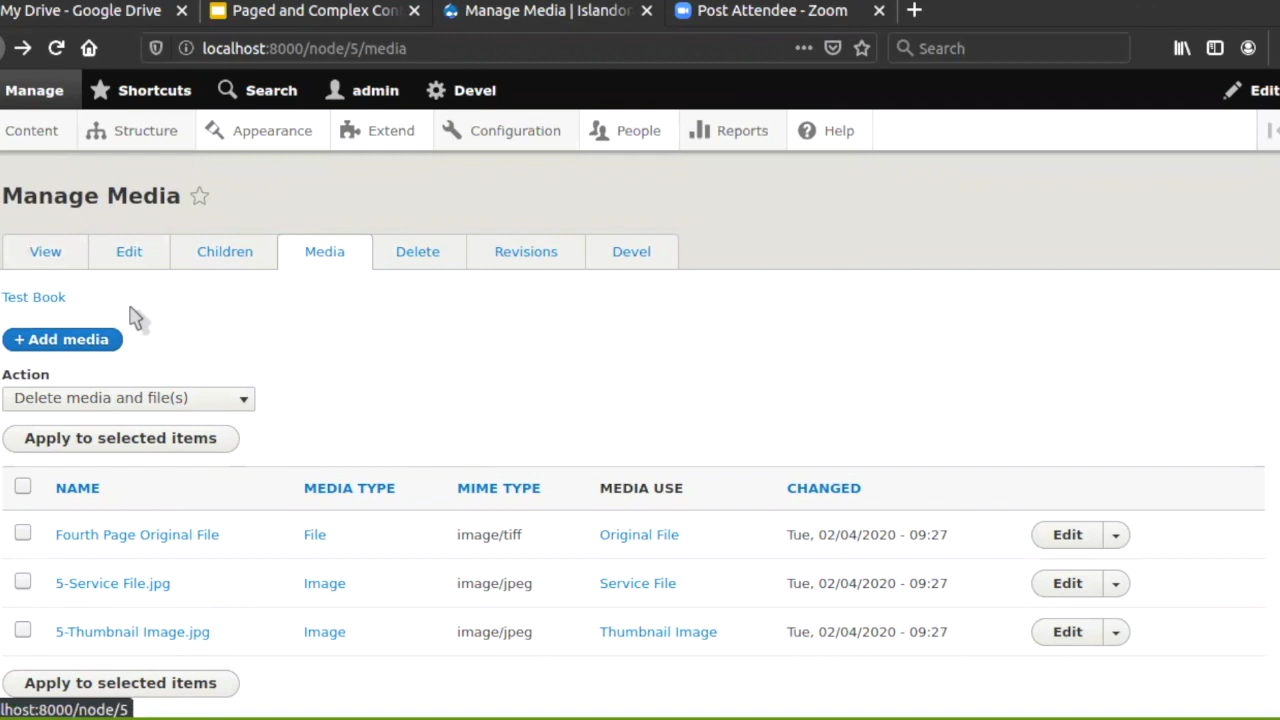 My Drive - Google Drive
Paged and Complex Con
Manage Media | Islandor
Post Attendee - Zoom
localhost:8000/node/5/media
Search
Manage
Shortcuts
Search
admin
Devel
Edit
Content
Structure
Appearance
Extend
Configuration
People
Reports
Help
Manage Media
View
Edit
Children
Media
Delete
Revisions
Devel
Test Book
+ Add media
Action
Delete media and file(s)
Apply to selected items
NAME MEDIA TYPE MIME TYPE MEDIA USE CHANGED
Fourth Page Original File File image/tiff Original File Tue, 02/04/2020 - 09:27 Edit
5-Service File.jpg Image image/jpeg Service File Tue, 02/04/2020 - 09:27 Edit
5-Thumbnail Image.jpg Image image/jpeg Thumbnail Image Tue, 02/04/2020 - 09:27 Edit
Apply to selected items
lhost:8000/node/5